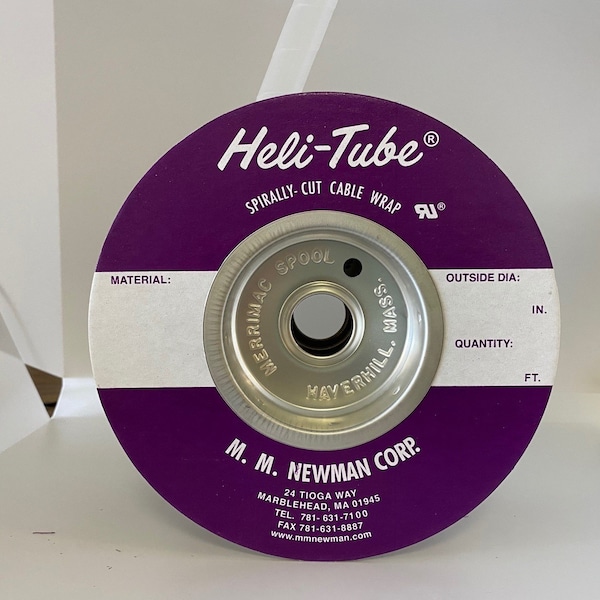 Heli-Tube®
SPIRALLY-CUT CABLE WRAP
MATERIAL:
OUTSIDE DIA:
IN.
QUANTITY:
FT.
MERRIMAC SPOOL
HAVERHILL, MASS.
M. M. NEWMAN CORP.
24 TIOGA WAY
MARBLEHEAD, MA 01945
TEL. 781-631-7100
FAX 781-631-8887
www.mmnewman.com